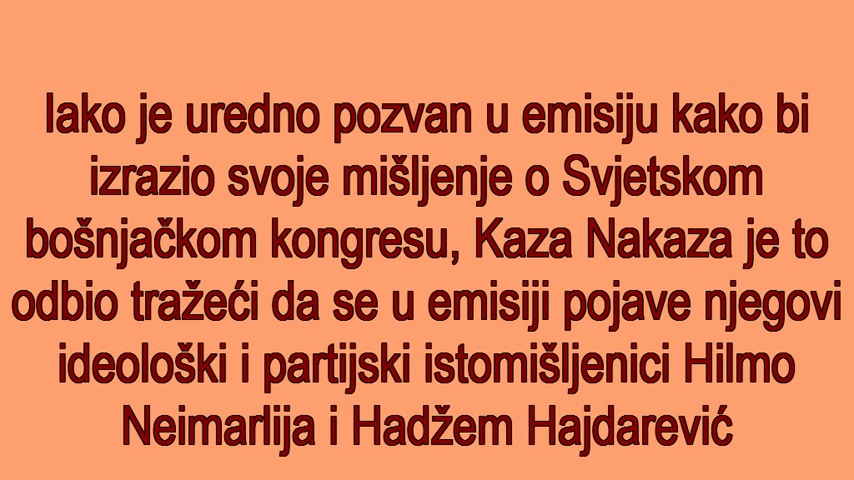 Iako je uredno pozvan u emisiju kako bi
izrazio svoje mišljenje o Svjetskom
bošnjačkom kongresu, Kaza Nakaza je to
odbio tražeći da se u emisiji pojave njegovi
ideološki i partijski istomišljenici Hilmo
Neimarlija i Hadžem Hajdarević